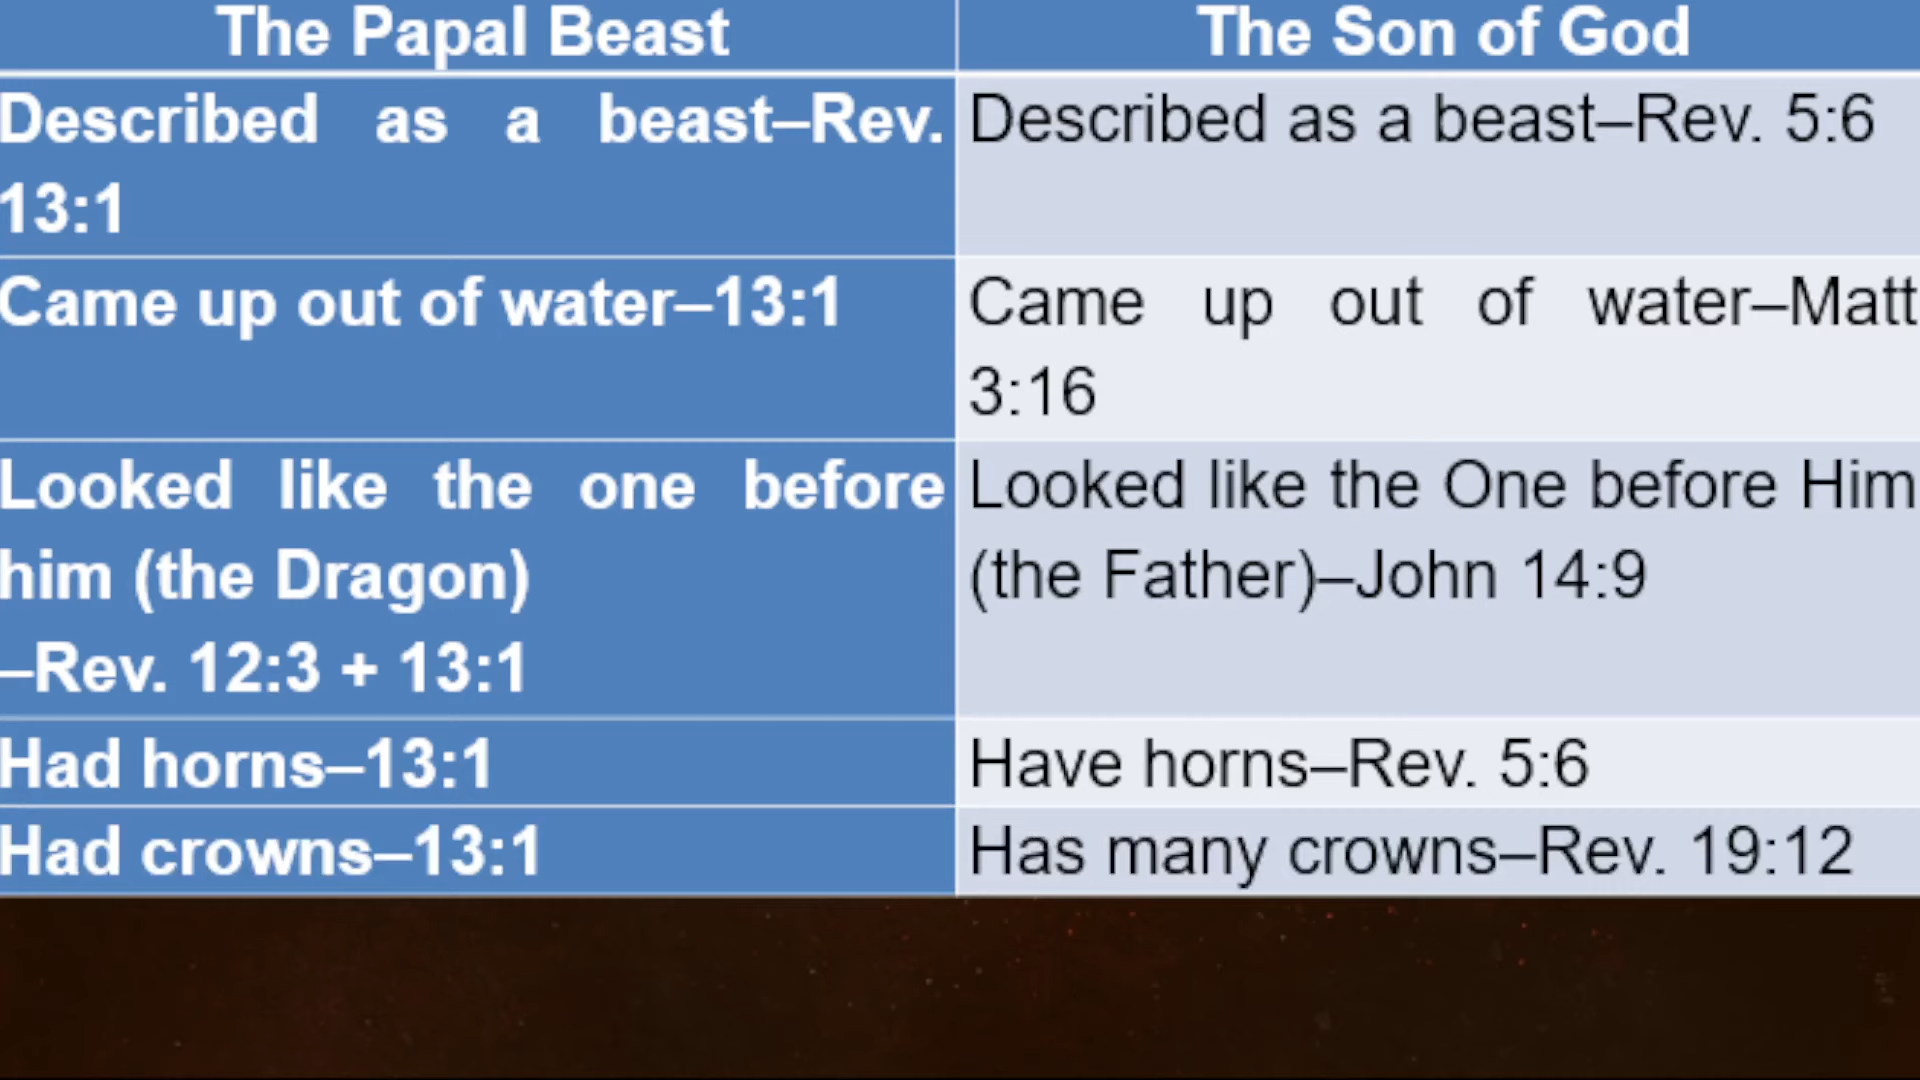 The Papal Beast
The Son of God
Described as a beast–Rev.
13:1
Described as a beast–Rev. 5:6
Came up out of water–13:1
Came up out of water–Matt
3:16
Looked like the one before
him (the Dragon)
–Rev. 12:3 + 13:1
Looked like the One before Him
(the Father)–John 14:9
Had horns–13:1
Have horns–Rev. 5:6
Had crowns–13:1
Has many crowns–Rev. 19:12